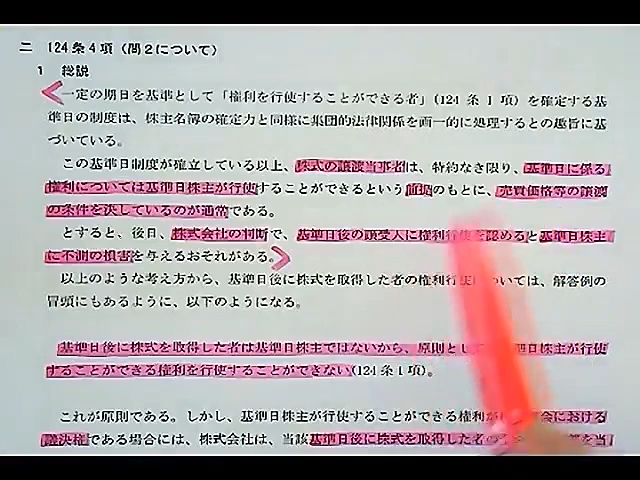 二 124条4項（問2について）
1 総説
一定の期日を基準として「権利を行使することができる者」（124条1項）を確定する基
準日の制度は、株主名簿の確定力と同様に集団的法律関係を画一的に処理するとの趣旨に基
づいている。
この基準日制度が確立している以上、株式の譲渡当事者は、特約なき限り、基準日に係る
権利については基準日株主が行使することができるという前提のもとに、売買価格等の譲渡
の条件を決しているのが通常である。
とすると、後日、株式会社の判断で、基準日後の譲受人に権利行使を認めると基準日株主
に不測の損害を与えるおそれがある。
以上のような考え方から、基準日後に株式を取得した者の権利行使については、解答例の
冒頭にもあるように、以下のようになる。
基準日後に株式を取得した者は基準日株主ではないから、原則とし 基準日株主が行使
することができる権利を行使することができない(124条1項)。
これが原則である。しかし、基準日株主が行使することができる権利が 会における
議決権である場合には、株式会社は、当該基準日後に株式を取得した者の 部を当